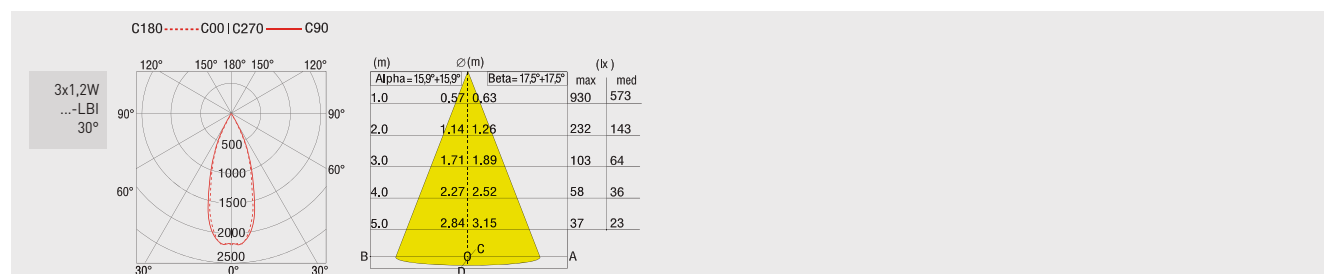 C180 C00 | C270 C90
3x1,2W
...-LBI
30°
120° 150° 180° 150° 120°
90° 90°
60° 60°
30° 0° 30°
500
1000
1500
2000
2500
(m) ∅(m) (lx)
Alpha=15,9°+15,9° Beta=17,5°+17,5° max med
1.0 0.57 0.63 930 573
2.0 1.14 1.26 232 143
3.0 1.71 1.89 103 64
4.0 2.27 2.52 58 36
5.0 2.84 3.15 37 23
C
B O A
D